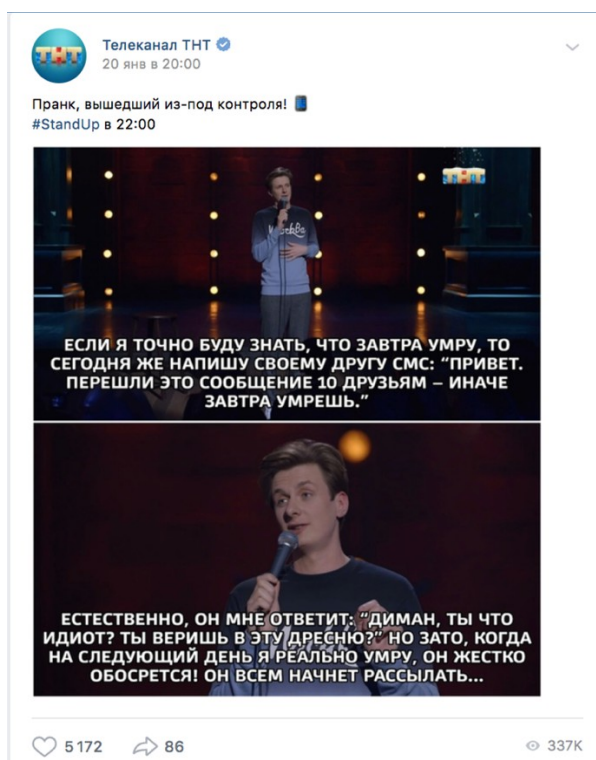 ТНТ
Телеканал ТНТ
20 янв в 20:00
Пранк, вышедший из-под контроля!
#StandUp в 22:00
ТНТ
ЕСЛИ Я ТОЧНО БУДУ ЗНАТЬ, ЧТО ЗАВТРА УМРУ, ТО
СЕГОДНЯ ЖЕ НАПИШУ СВОЕМУ ДРУГУ СМС: “ПРИВЕТ.
ПЕРЕШЛИ ЭТО СООБЩЕНИЕ 10 ДРУЗЬЯМ – ИНАЧЕ
ЗАВТРА УМРЕШЬ.”
ЕСТЕСТВЕННО, ОН МНЕ ОТВЕТИТ: “ДИМАН, ТЫ ЧТО
ИДИОТ? ТЫ ВЕРИШЬ В ЭТУ ДРЕСНЮ?” НО ЗАТО, КОГДА
НА СЛЕДУЮЩИЙ ДЕНЬ Я РЕАЛЬНО УМРУ, ОН ЖЕСТКО
ОБОСРЕТСЯ! ОН ВСЕМ НАЧНЕТ РАССЫЛАТЬ...
5 172 86 337K